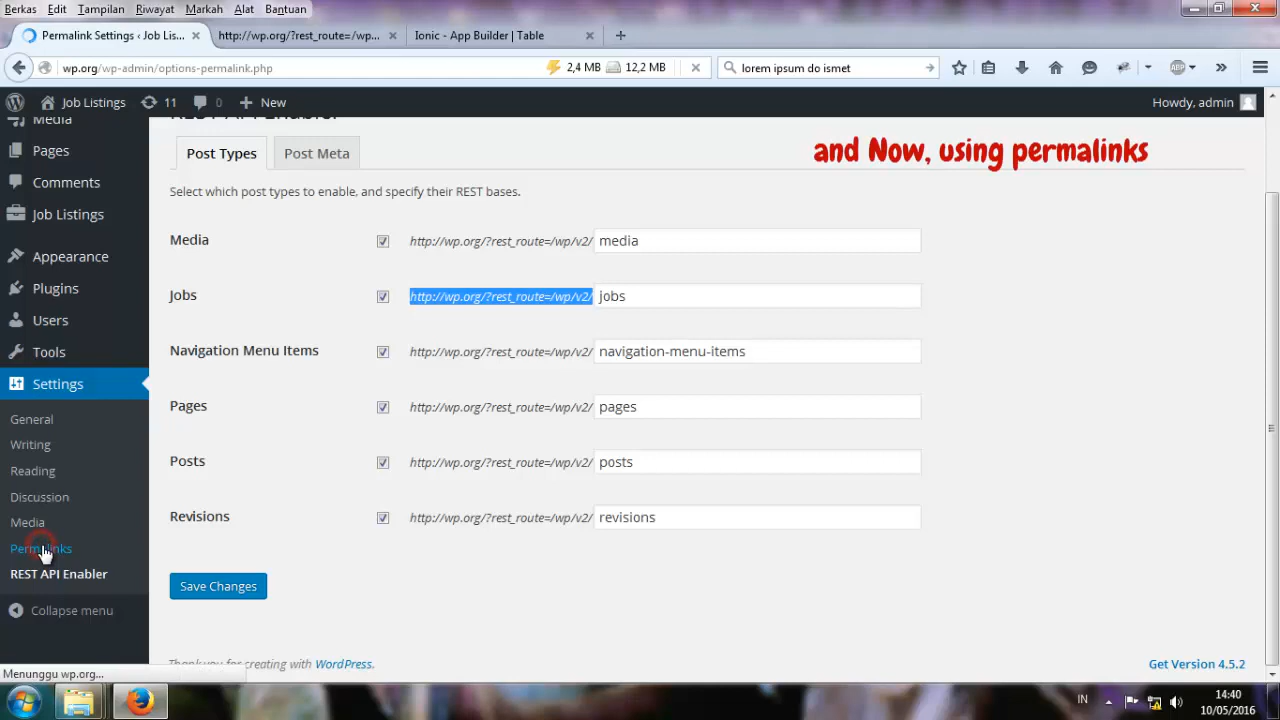 Berkas Edit Tampilan Riwayat Markah Alat Bantuan
Permalink Settings ‹ Job Lis... × http://wp.org/?rest_route=/wp... × Ionic - App Builder | Table × +
wp.org/wp-admin/options-permalink.php 2,4 MB 12,2 MB × lorem ipsum do ismet ABP
Job Listings 11 0 + New Howdy, admin
Media
REST API Enabler
Pages
Post Types Post Meta
and Now, using permalinks
Comments
Select which post types to enable, and specify their REST bases.
Job Listings
Media http://wp.org/?rest_route=/wp/v2/ media
Appearance
Plugins
Jobs http://wp.org/?rest_route=/wp/v2/ jobs
Users
Tools
Navigation Menu Items http://wp.org/?rest_route=/wp/v2/ navigation-menu-items
Settings
Pages http://wp.org/?rest_route=/wp/v2/ pages
General
Writing
Posts http://wp.org/?rest_route=/wp/v2/ posts
Reading
Discussion
Revisions http://wp.org/?rest_route=/wp/v2/ revisions
Media
Permalinks
REST API Enabler
Save Changes
Collapse menu
Thank you for creating with WordPress. Get Version 4.5.2
Menunggu wp.org...
IN 14:40
10/05/2016